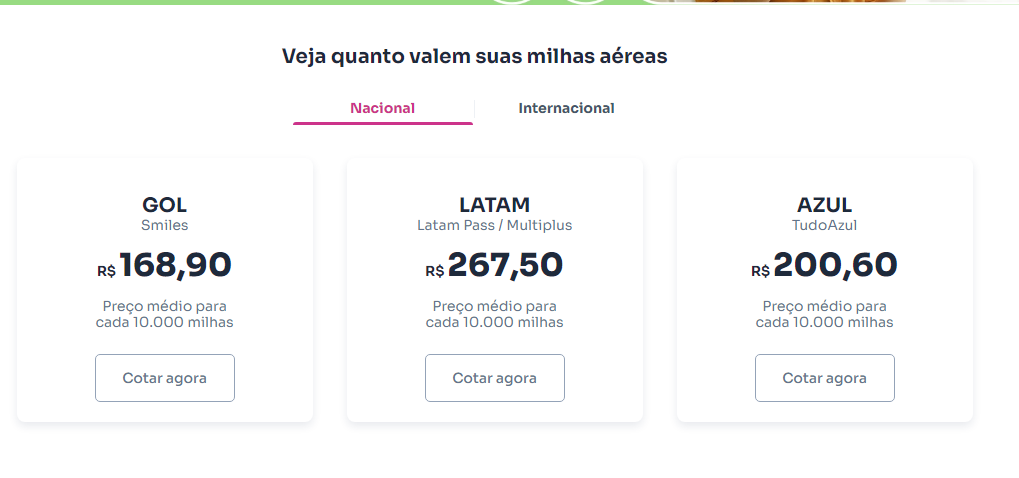 Veja quanto valem suas milhas aéreas
Nacional
Internacional
GOL
Smiles
R$ 168,90
Preço médio para
cada 10.000 milhas
Cotar agora
LATAM
Latam Pass / Multiplus
R$ 267,50
Preço médio para
cada 10.000 milhas
Cotar agora
AZUL
TudoAzul
R$ 200,60
Preço médio para
cada 10.000 milhas
Cotar agora